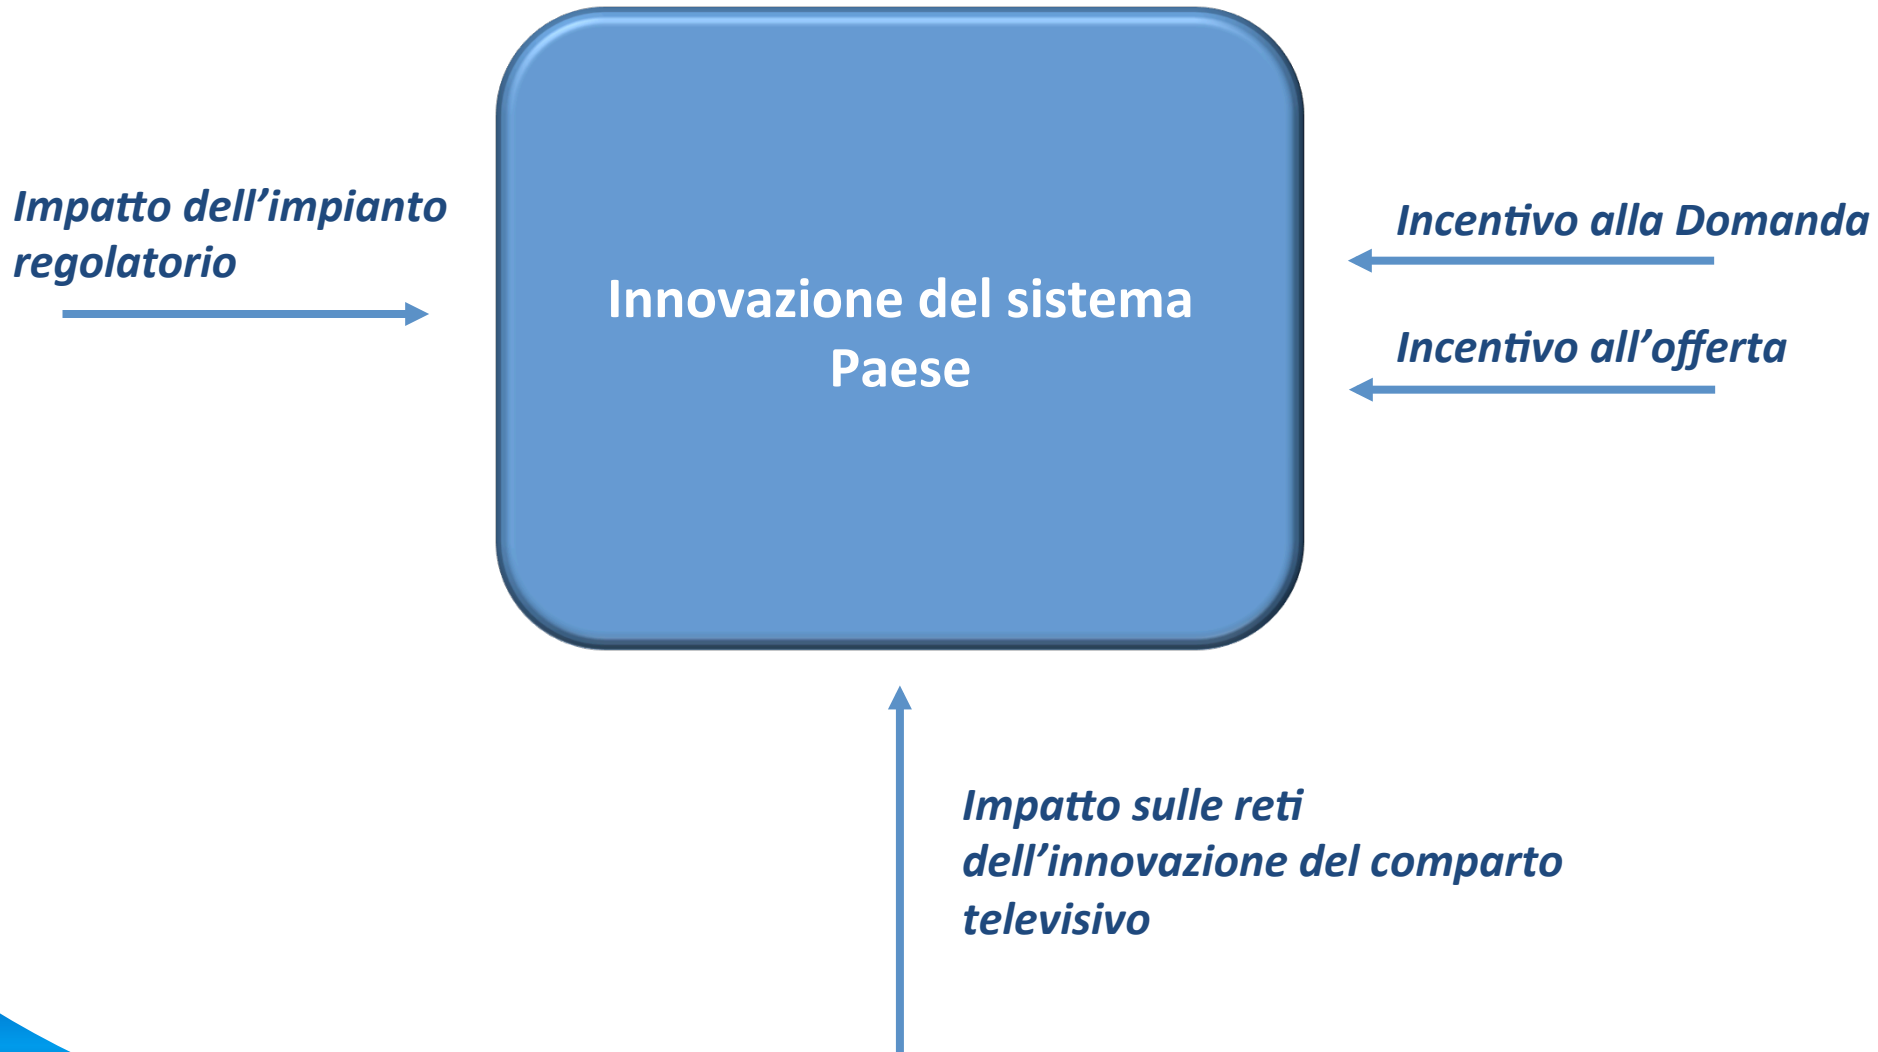 Impatto dell’impianto
regolatorio
Innovazione del sistema
Paese
Incentivo alla Domanda
Incentivo all’offerta
Impatto sulle reti
dell’innovazione del comparto
televisivo